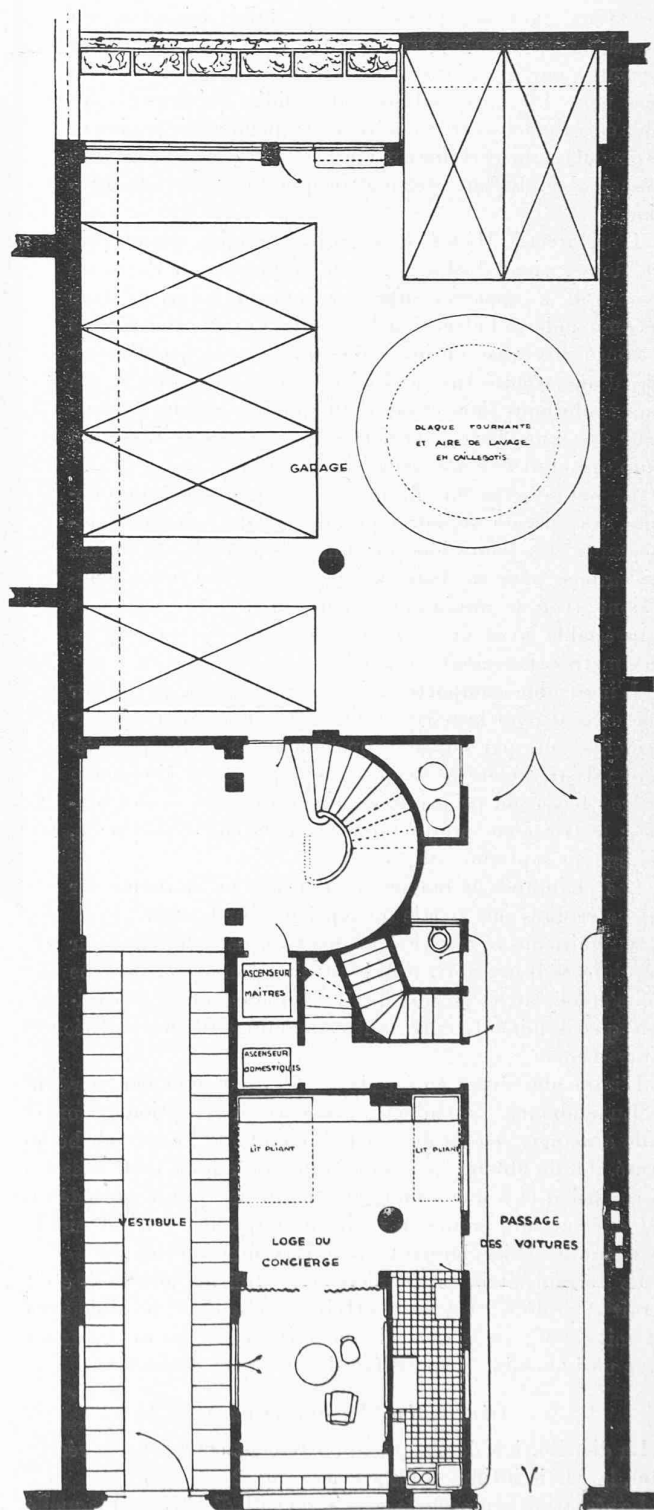 PLAQUE TOURNANTE
ET AIRE DE LAVAGE
EN CAILLEBOTIS
GARAGE
ASCENSEUR
MAÎTRES
ASCENSEUR
DOMESTIQUES
LIT PLIANT
LIT PLIANT
VESTIBULE
LOGE DU
CONCIERGE
PASSAGE
DES VOITURES